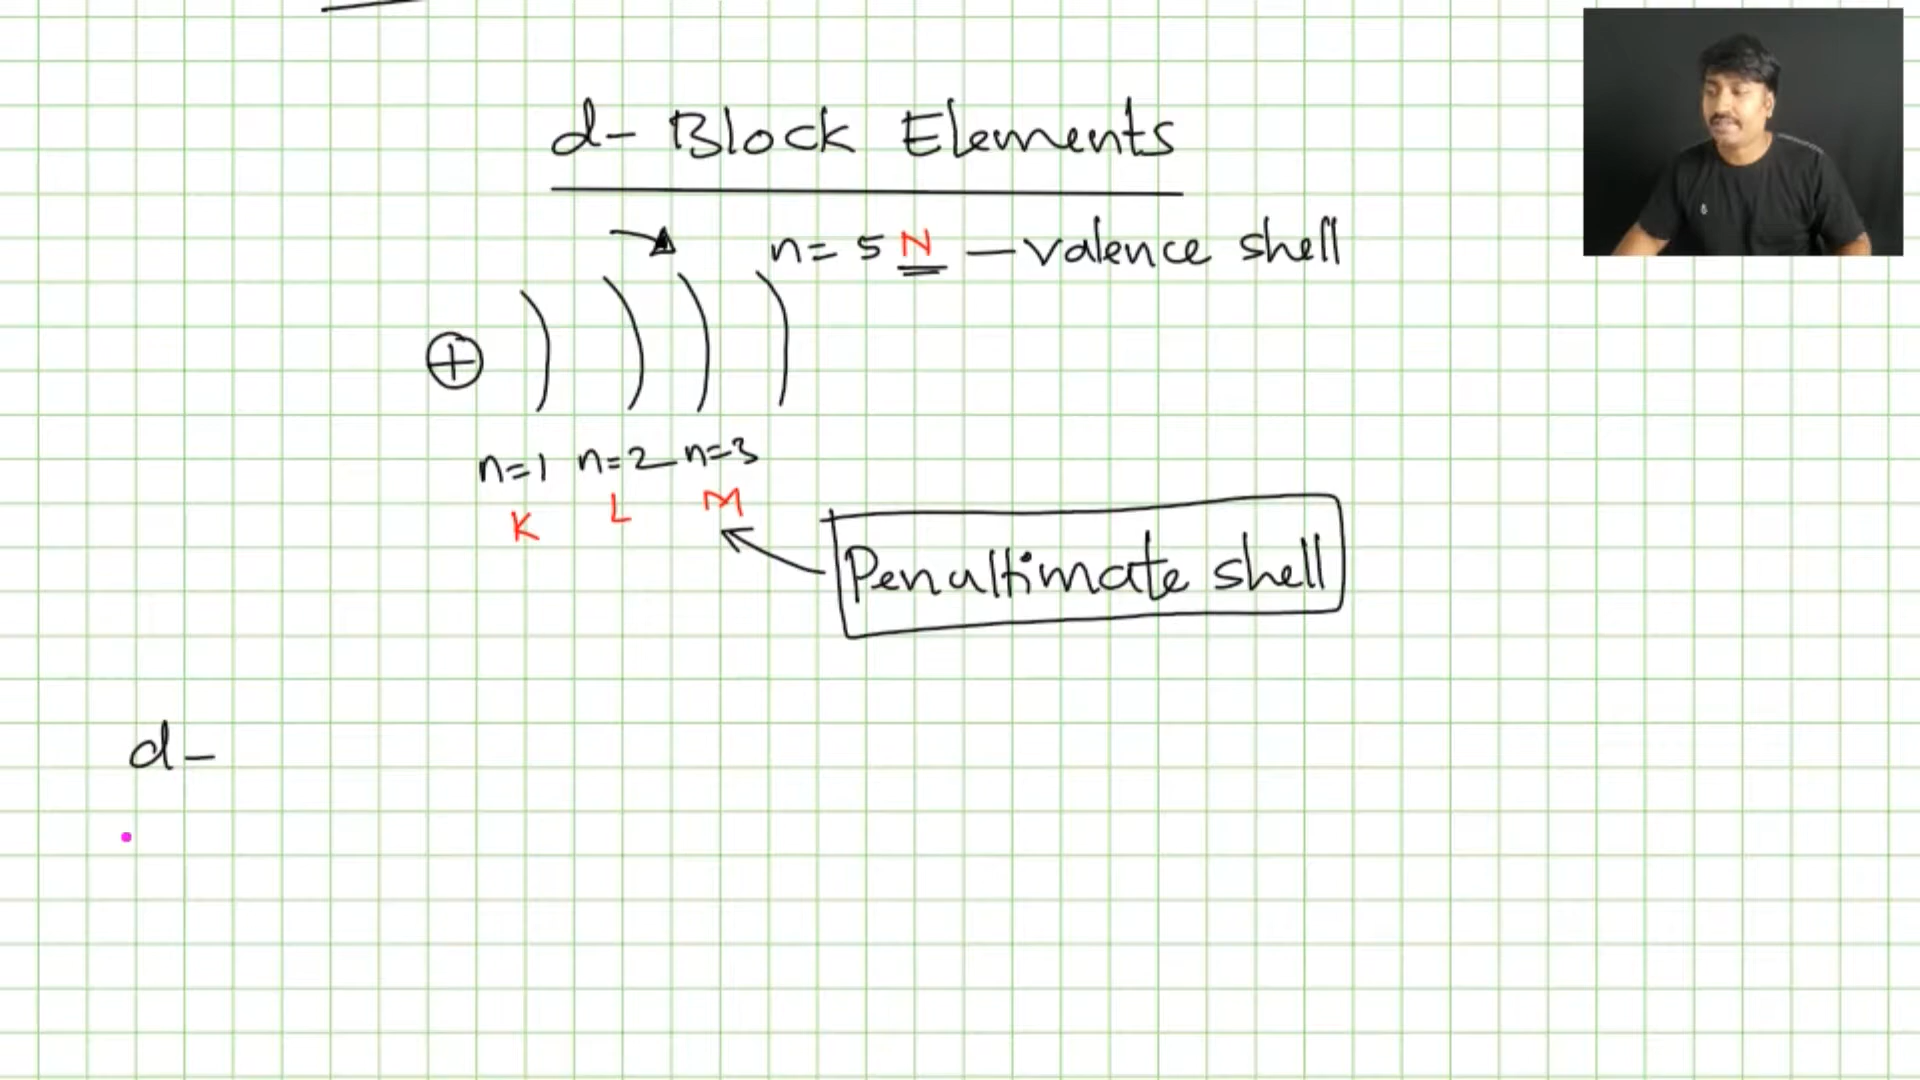 d- Block Elements
n= 5 N — valence shell
n=1 n=2 n=3
K L M
Penultimate shell
d-